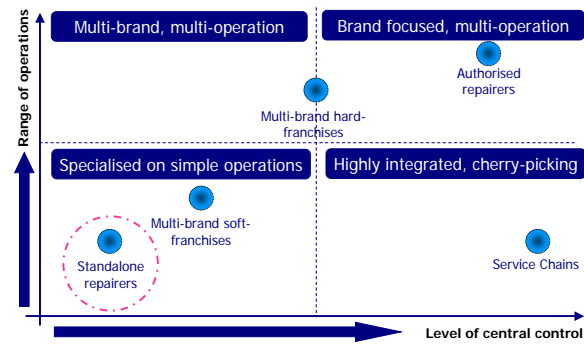 Multi-brand, multi-operation
Brand focused, multi-operation
Authorised
repairers
Multi-brand hard-
franchises
Range of operations
Specialised on simple operations
Highly integrated, cherry-picking
Multi-brand soft-
franchises
Standalone
repairers
Service Chains
Level of central control